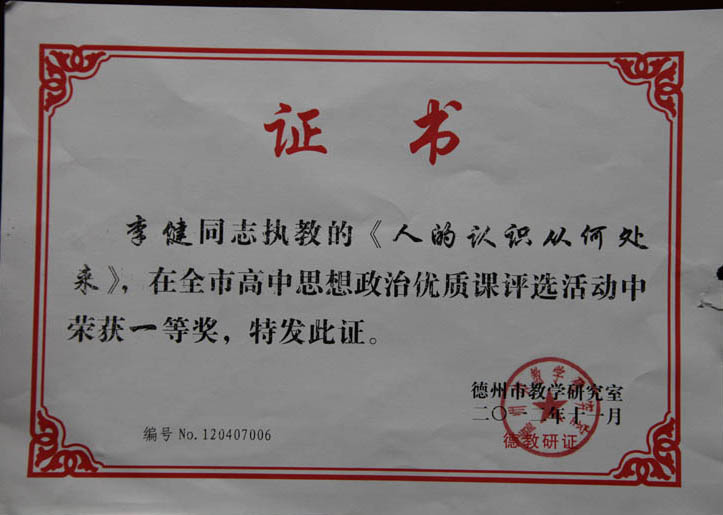 证书
李健同志执教的《人的认识从何处
来》，在全市高中思想政治优质课评选活动中
荣获一等奖，特发此证。
德州市教学研究室
二〇一二年十一月
德教研证
编号 No.120407006